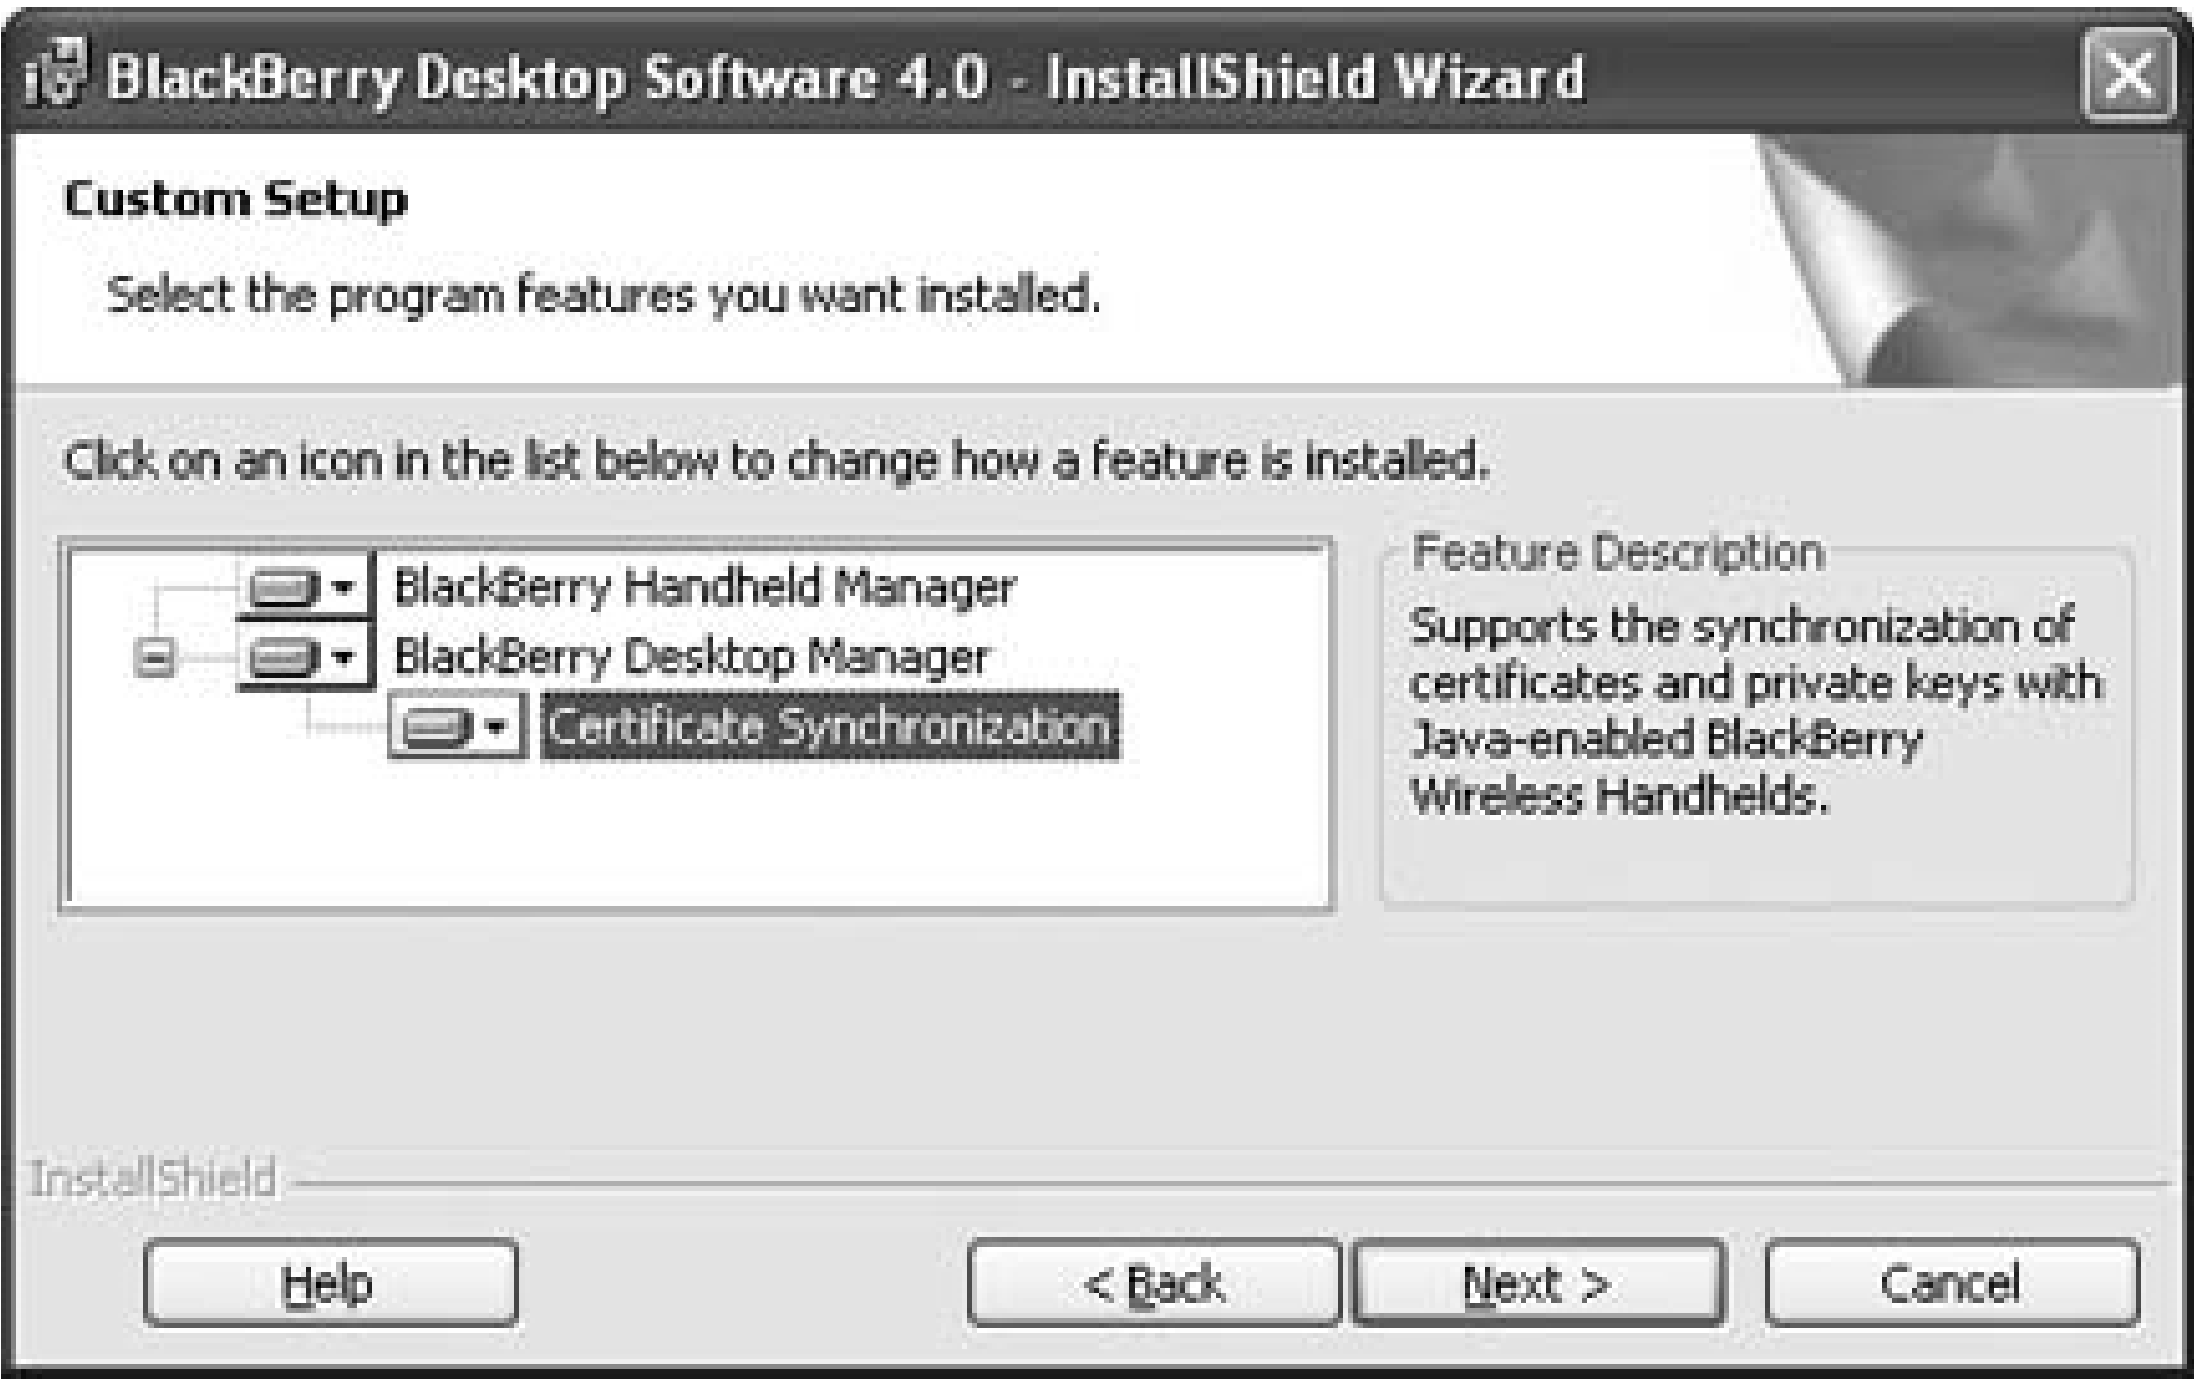 BlackBerry Desktop Software 4.0 - InstallShield Wizard
Custom Setup
Select the program features you want installed.
Click on an icon in the list below to change how a feature is installed.
BlackBerry Handheld Manager
BlackBerry Desktop Manager
Certificate Synchronization
Feature Description
Supports the synchronization of
certificates and private keys with
Java-enabled BlackBerry
Wireless Handhelds.
InstallShield
Help
< Back
Next >
Cancel